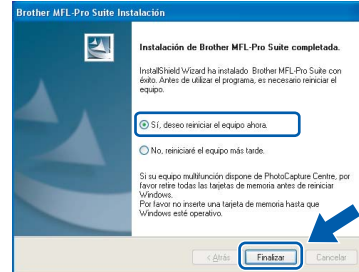 Brother MFL-Pro Suite Instalación
Instalación de Brother MFL-Pro Suite completada.
InstallShield Wizard ha instalado Brother MFL-Pro Suite con
éxito. Antes de utilizar el programa, es necesario reiniciar el
equipo.
Sí, deseo reiniciar el equipo ahora.
No, reiniciaré el equipo más tarde.
Si su equipo multifunción dispone de PhotoCapture Centre, por
favor retire todas las tarjetas de memoria antes de reiniciar
Windows.
Por favor no inserte una tarjeta de memoria hasta que
Windows esté operativo.
< Atrás
Finalizar
Cancelar